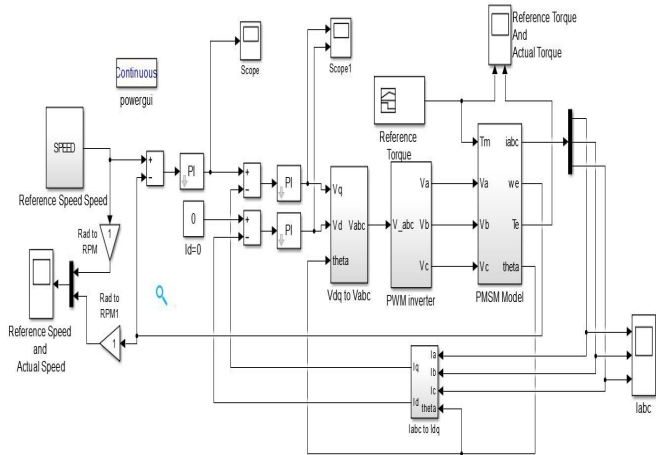 Reference Torque
And
Actual Torque
Scope
Scope1
Continuous
powergui
SPEED
Reference Speed Speed
+
−
PI
+
−
PI
0
Id=0
+
−
PI
Vq
Vd
theta
Vabc
Vdq to Vabc
V_abc
Va
Vb
Vc
PWM inverter
Reference
Torque
Tm
Va
Vb
Vc
iabc
we
Te
theta
PMSM Model
Rad to
RPM
1
Rad to
RPM1
1
Reference Speed
and
Actual Speed
Iq
Id
Ia
Ib
Ic
theta
Iabc to Idq
Iabc